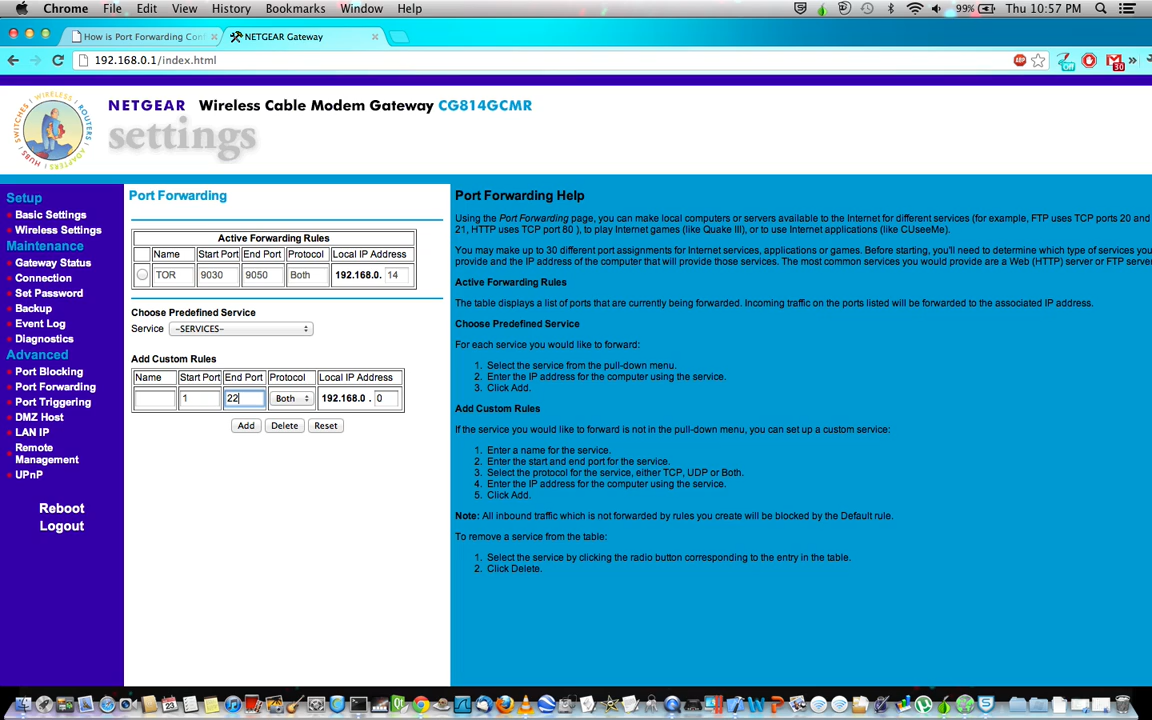 Chrome File Edit View History Bookmarks Window Help 99% Thu 10:57 PM
How is Port Forwarding Con
NETGEAR Gateway
192.168.0.1/index.html
NETGEAR Wireless Cable Modem Gateway CG814GCMR
settings
SWITCHES | WIRELESS | ROUTERS | ADAPTERS | HUBS
Setup
Basic Settings
Wireless Settings
Maintenance
Gateway Status
Connection
Set Password
Backup
Event Log
Diagnostics
Advanced
Port Blocking
Port Forwarding
Port Triggering
DMZ Host
LAN IP
Remote
Management
UPnP
Reboot
Logout
Port Forwarding
Active Forwarding Rules
Name Start Port End Port Protocol Local IP Address
TOR 9030 9050 Both 192.168.0. 14
Choose Predefined Service
Service --SERVICES--
Add Custom Rules
Name Start Port End Port Protocol Local IP Address
1 22 Both 192.168.0 . 0
Add Delete Reset
Port Forwarding Help
Using the Port Forwarding page, you can make local computers or servers available to the Internet for different services (for example, FTP uses TCP ports 20 and
21, HTTP uses TCP port 80 ), to play Internet games (like Quake III), or to use Internet applications (like CUseeMe).
You may make up to 30 different port assignments for Internet services, applications or games. Before starting, you'll need to determine which type of services you
provide and the IP address of the computer that will provide those services. The most common services you would provide are a Web (HTTP) server or FTP serve
Active Forwarding Rules
The table displays a list of ports that are currently being forwarded. Incoming traffic on the ports listed will be forwarded to the associated IP address.
Choose Predefined Service
For each service you would like to forward:
1. Select the service from the pull-down menu.
2. Enter the IP address for the computer using the service.
3. Click Add.
Add Custom Rules
If the service you would like to forward is not in the pull-down menu, you can set up a custom service:
1. Enter a name for the service.
2. Enter the start and end port for the service.
3. Select the protocol for the service, either TCP, UDP or Both.
4. Enter the IP address for the computer using the service.
5. Click Add.
Note: All inbound traffic which is not forwarded by rules you create will be blocked by the Default rule.
To remove a service from the table:
1. Select the service by clicking the radio button corresponding to the entry in the table.
2. Click Delete.